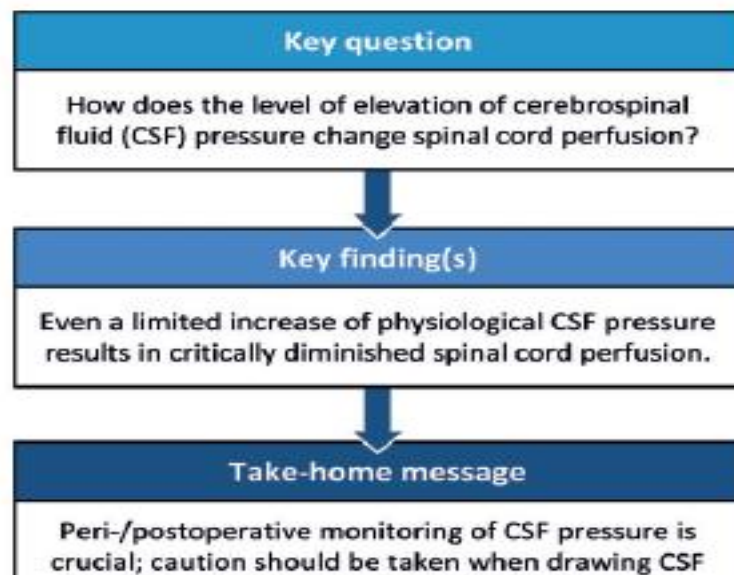 Key question
How does the level of elevation of cerebrospinal
fluid (CSF) pressure change spinal cord perfusion?
Key finding(s)
Even a limited increase of physiological CSF pressure
results in critically diminished spinal cord perfusion.
Take-home message
Peri-/postoperative monitoring of CSF pressure is
crucial; caution should be taken when drawing CSF